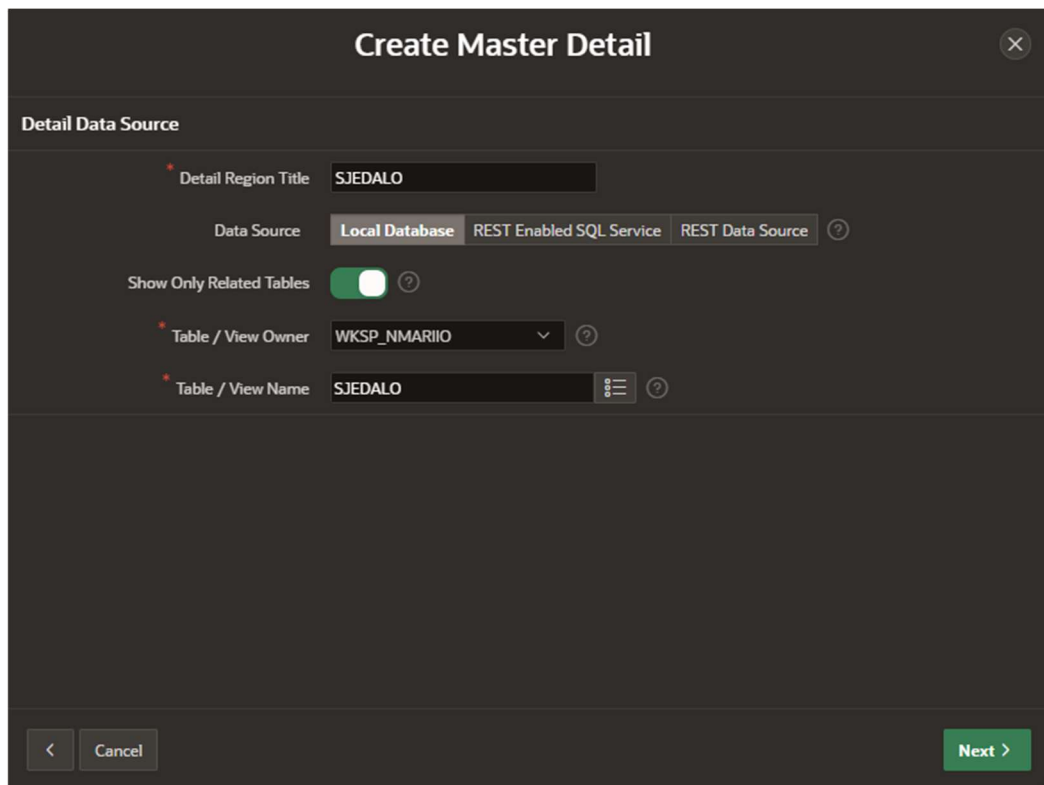 Create Master Detail
Detail Data Source
* Detail Region Title SJEDALO
Data Source Local Database REST Enabled SQL Service REST Data Source ?
Show Only Related Tables ?
* Table / View Owner WKSP_NMARIIO ?
* Table / View Name SJEDALO ?
Cancel Next >